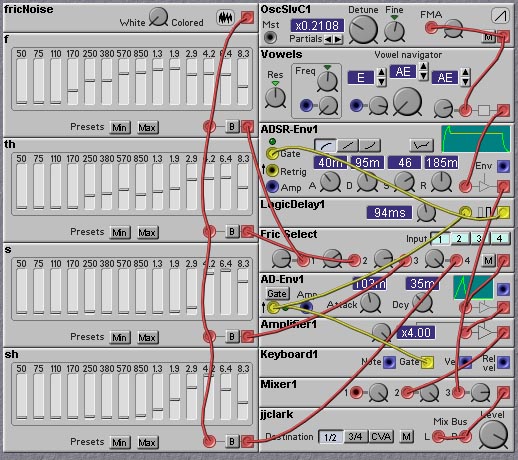 fricNoise
White Colored
f
50 75 110 170 250 380 570 850 1.3 1.9 2.9 4.2 6.4 8.3
Presets Min Max B
th
50 75 110 170 250 380 570 850 1.3 1.9 2.9 4.2 6.4 8.3
Presets Min Max B
s
50 75 110 170 250 380 570 850 1.3 1.9 2.9 4.2 6.4 8.3
Presets Min Max B
sh
50 75 110 170 250 380 570 850 1.3 1.9 2.9 4.2 6.4 8.3
Presets Min Max B
OscSlvC1 Detune Fine FMA
Mst x0.2108
Partials M
Vowels Vowel navigator
Res Freq E AE AE
ADSR-Env1
Gate 40m 95m 46 185m
Retrig Env
Amp A D S R
LogicDelay1 94ms
Fric Select Input 1 2 3 4
1 2 3 4 M
AD-Env1
Gate Amp Attack 35m Dcy
Amplifier1 x4.00
Keyboard1
Note Gate Rel vel
Mixer1 1 2 3
jjclark Mix Bus Level
Destination 1/2 3/4 CVA M L R